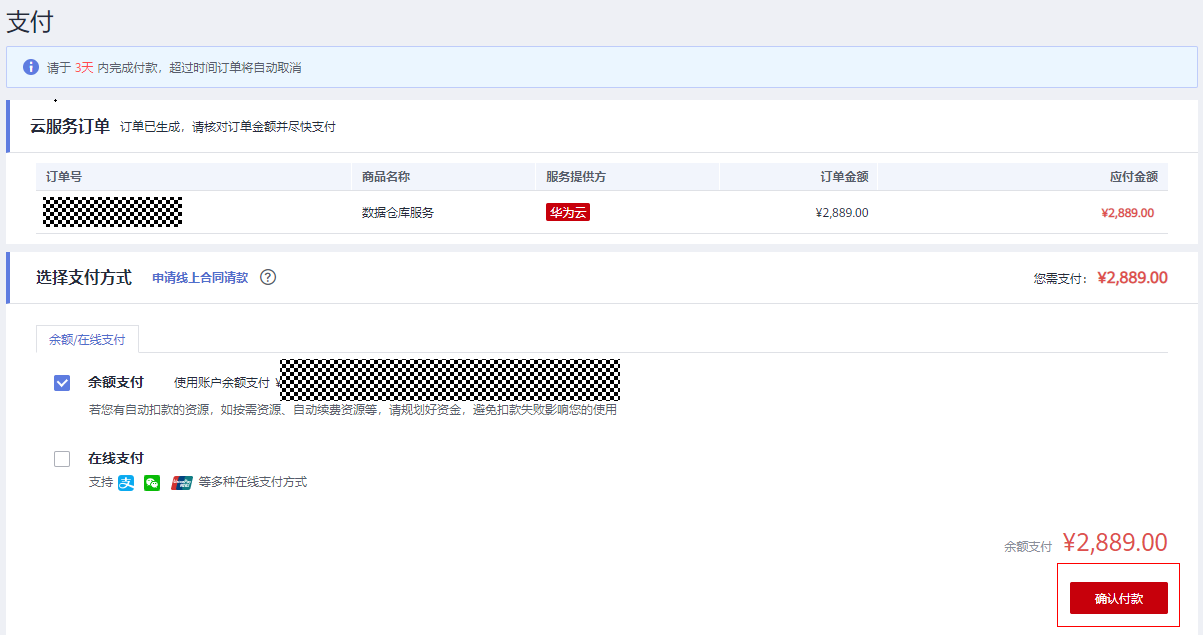 支付
请于 3天 内完成付款，超过时间订单将自动取消
云服务订单 订单已生成，请核对订单金额并尽快支付
订单号 商品名称 服务提供方 订单金额 应付金额
数据仓库服务 华为云 ¥2,889.00 ¥2,889.00
选择支付方式 申请线上合同请款 ? 您需支付： ¥2,889.00
余额/在线支付
余额支付 使用账户余额支付 ¥
若您有自动扣款的资源，如按需资源、自动续费资源等，请规划好资金，避免扣款失败影响您的使用
在线支付
支持 支 UnionPay 等多种在线支付方式
余额支付 ¥2,889.00
确认付款